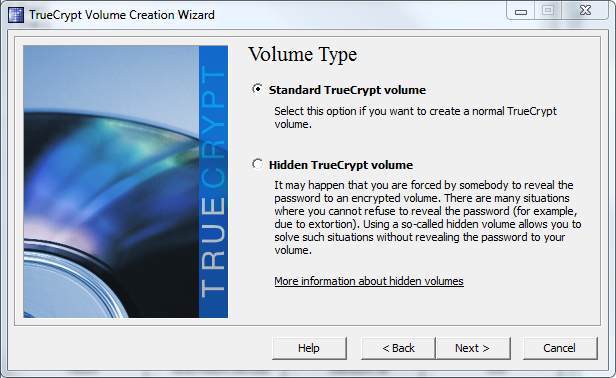 TrueCrypt Volume Creation Wizard
TRUECRYPT
Volume Type
Standard TrueCrypt volume
Select this option if you want to create a normal TrueCrypt
volume.
Hidden TrueCrypt volume
It may happen that you are forced by somebody to reveal the
password to an encrypted volume. There are many situations
where you cannot refuse to reveal the password (for example,
due to extortion). Using a so-called hidden volume allows you to
solve such situations without revealing the password to your
volume.
More information about hidden volumes
Help
< Back
Next >
Cancel